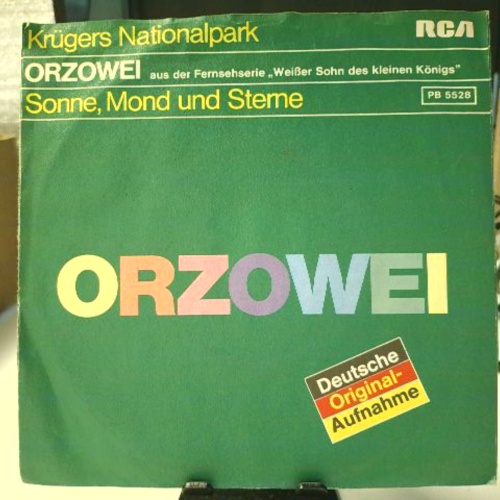 Krügers Nationalpark
RCA
ORZOWEI aus der Fernsehserie „Weißer Sohn des kleinen Königs"
Sonne, Mond und Sterne
PB 5528
ORZOWEI
Deutsche
Original-
Aufnahme